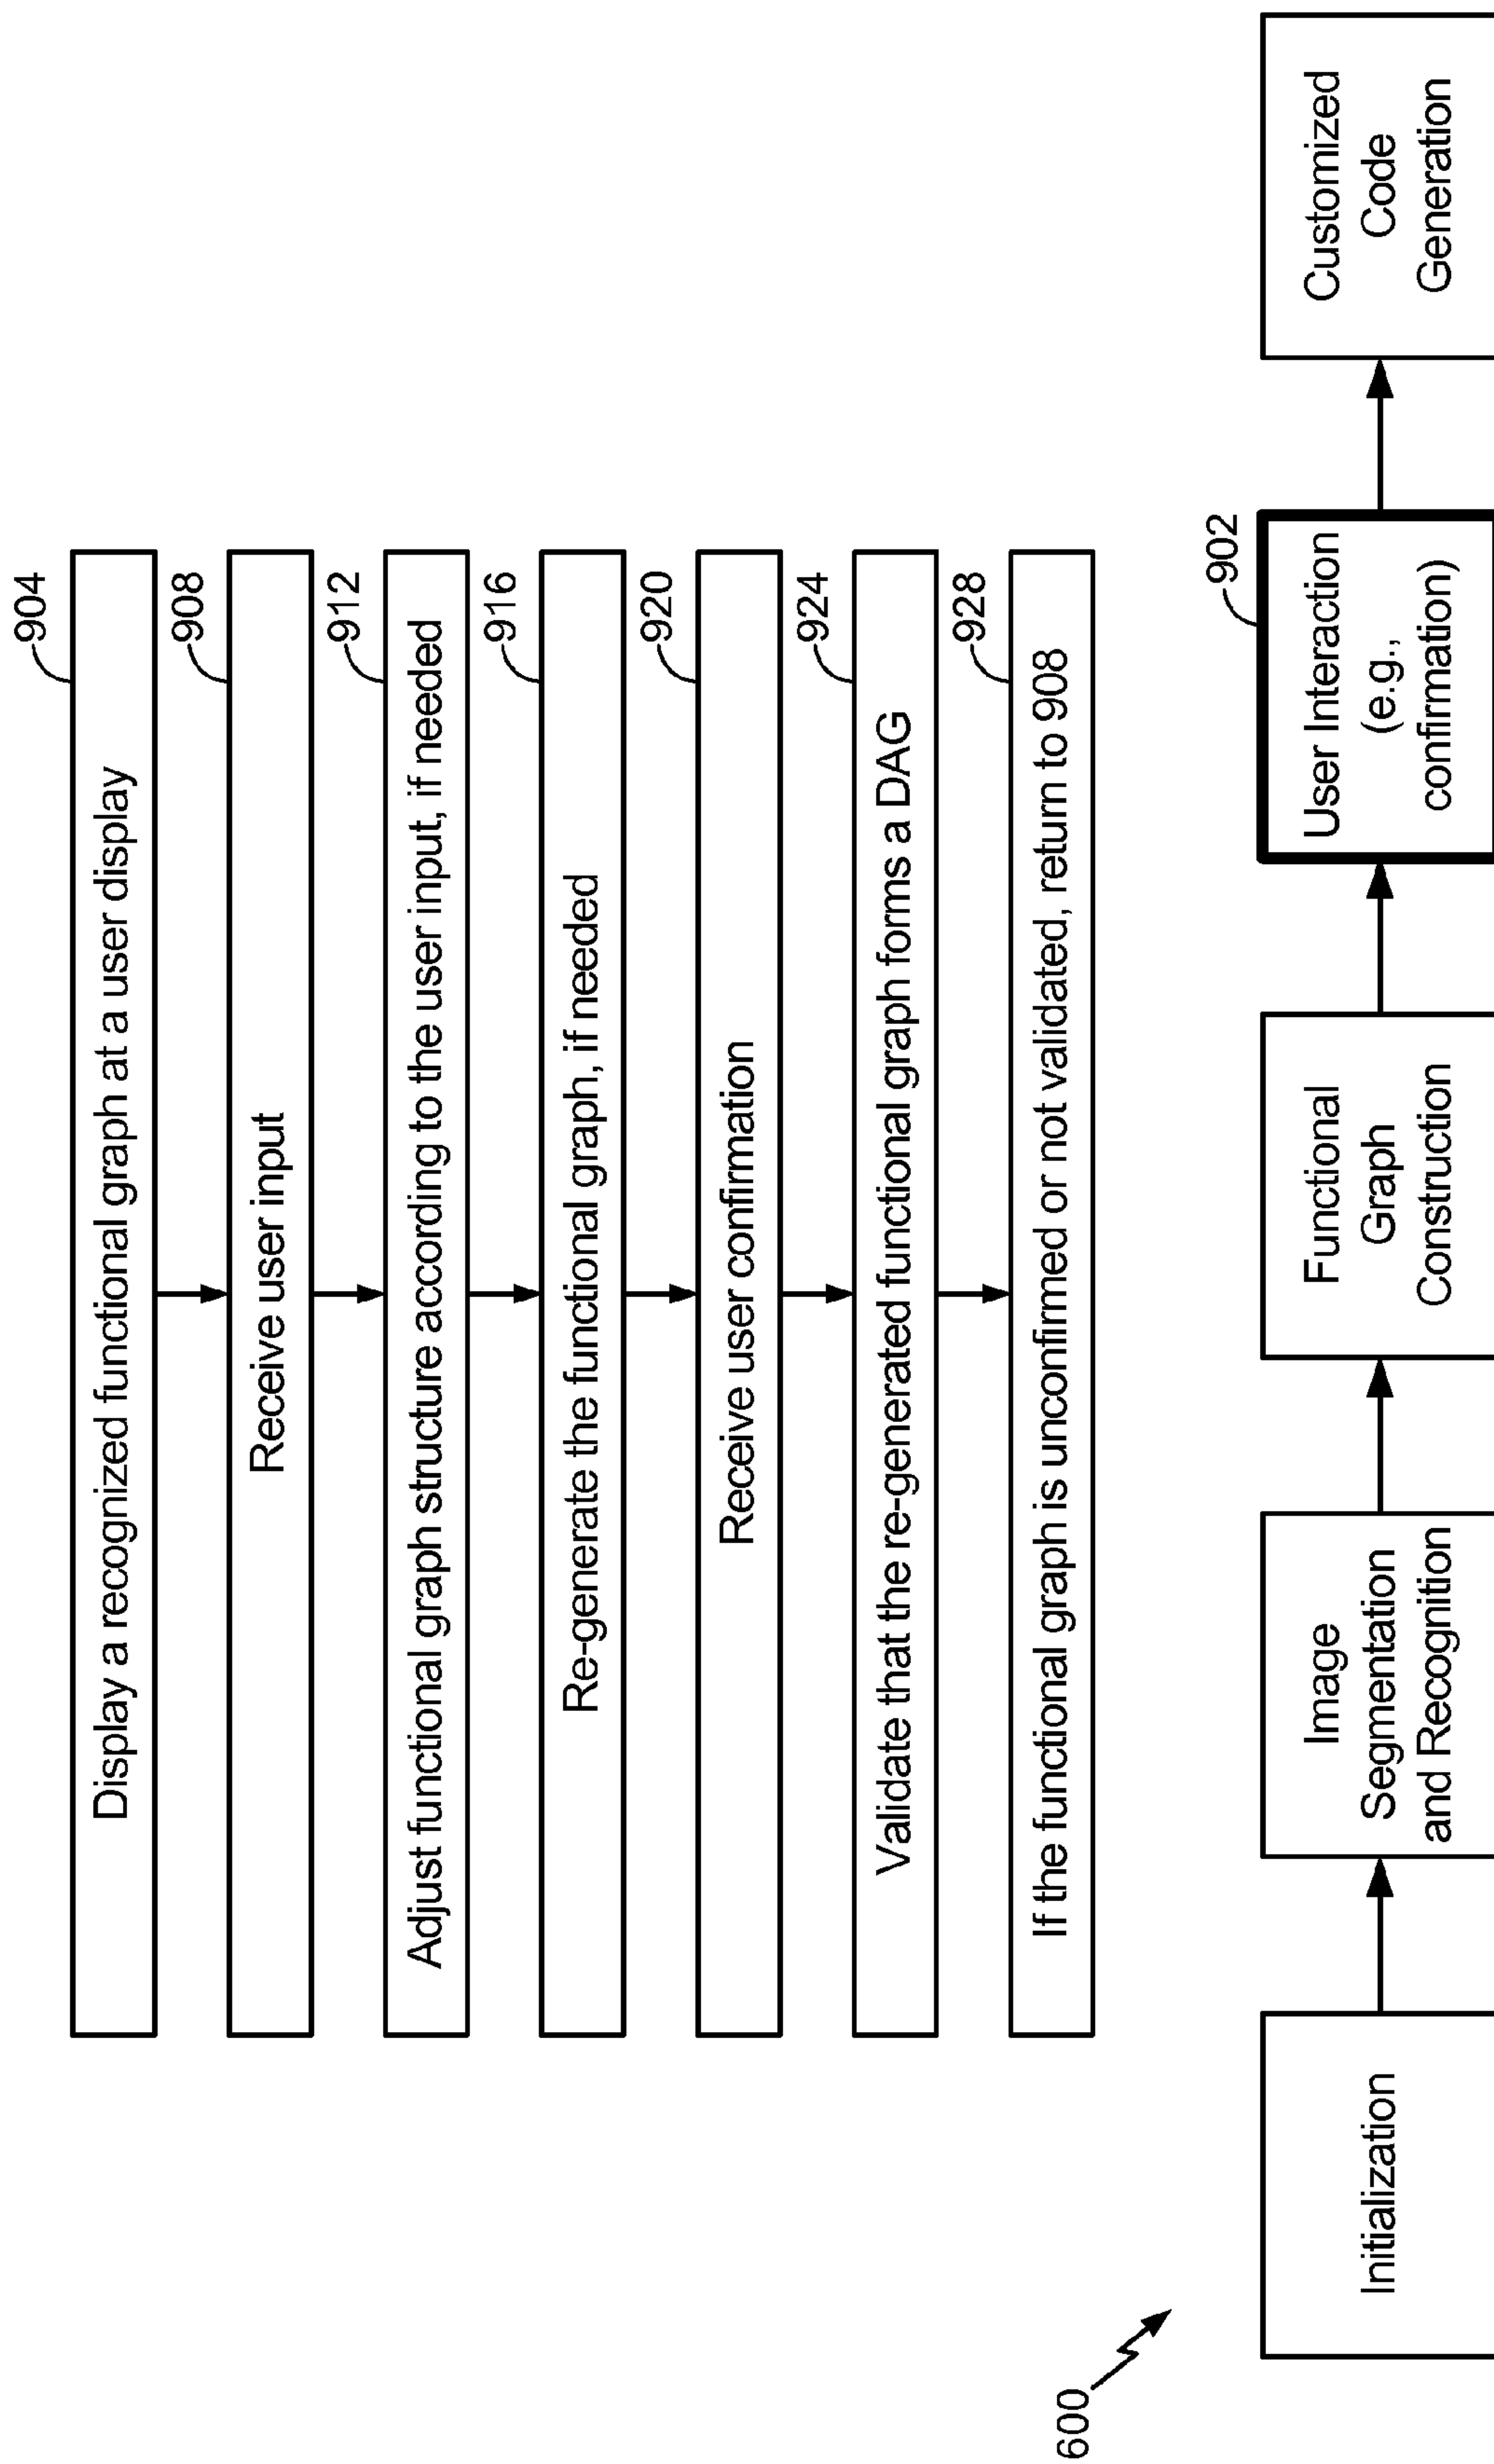 904
Display a recognized functional graph at a user display
908
Receive user input
912
Adjust functional graph structure according to the user input, if needed
916
Re-generate the functional graph, if needed
920
Receive user confirmation
924
Validate that the re-generated functional graph forms a DAG
928
If the functional graph is unconfirmed or not validated, return to 908
600
Initialization
Image
Segmentation
and Recognition
Functional
Graph
Construction
902
User Interaction
(e.g.,
confirmation)
Customized
Code
Generation